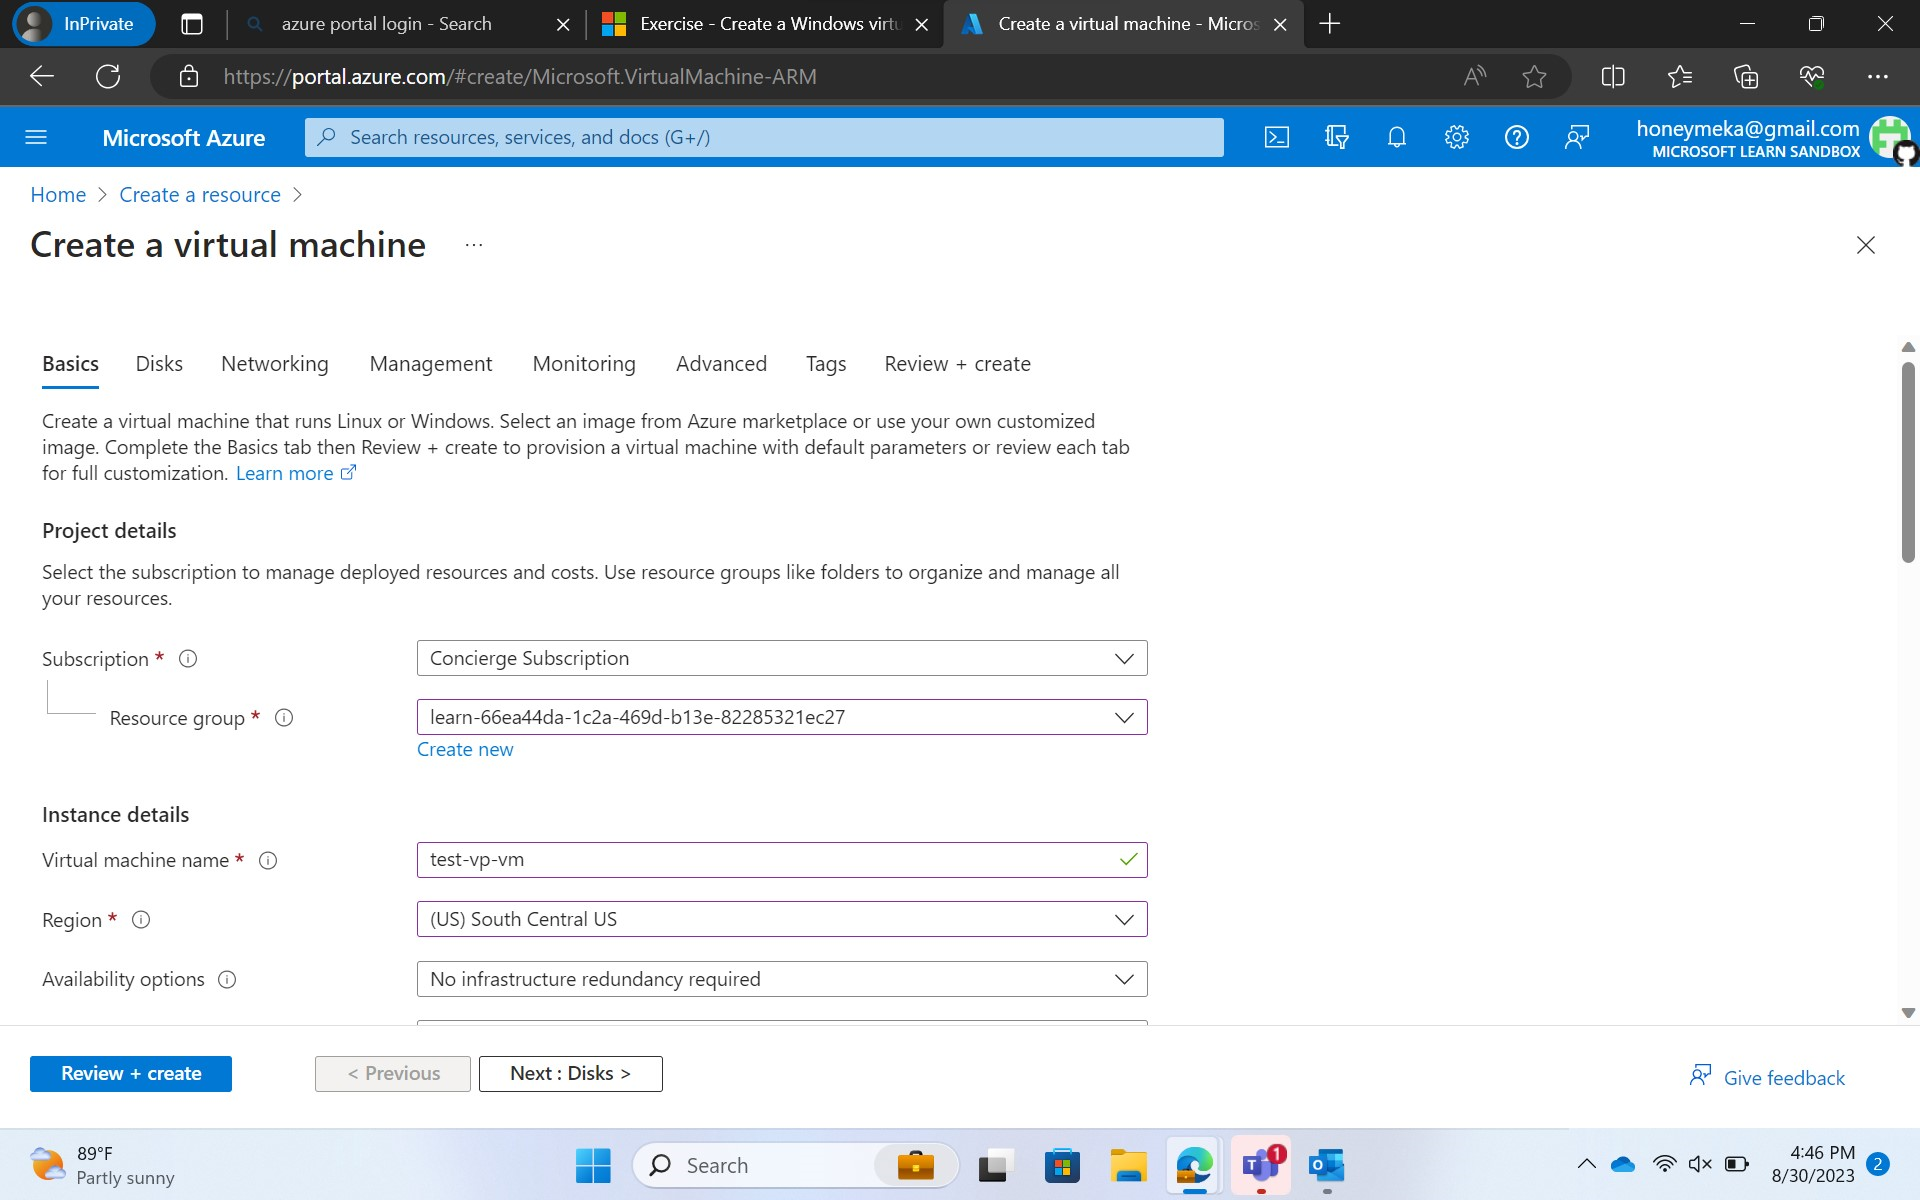 InPrivate
azure portal login - Search
Exercise - Create a Windows virtu
Create a virtual machine - Micros
https://portal.azure.com/#create/Microsoft.VirtualMachine-ARM
Microsoft Azure
Search resources, services, and docs (G+/)
honeymeka@gmail.com
MICROSOFT LEARN SANDBOX
Home > Create a resource >
Create a virtual machine ...
Basics Disks Networking Management Monitoring Advanced Tags Review + create
Create a virtual machine that runs Linux or Windows. Select an image from Azure marketplace or use your own customized
image. Complete the Basics tab then Review + create to provision a virtual machine with default parameters or review each tab
for full customization. Learn more
Project details
Select the subscription to manage deployed resources and costs. Use resource groups like folders to organize and manage all
your resources.
Subscription *
Concierge Subscription
Resource group *
learn-66ea44da-1c2a-469d-b13e-82285321ec27
Create new
Instance details
Virtual machine name *
test-vp-vm
Region *
(US) South Central US
Availability options
No infrastructure redundancy required
Review + create
< Previous
Next : Disks >
Give feedback
89°F
Partly sunny
Search
1
4:46 PM
8/30/2023
2